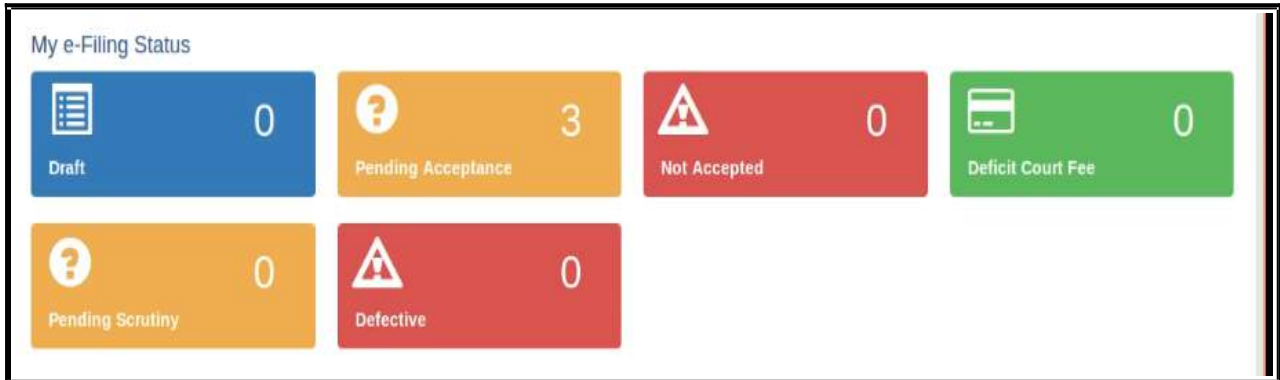 My e-Filing Status
0
Draft
3
Pending Acceptance
0
Not Accepted
0
Deficit Court Fee
0
Pending Scrutiny
0
Defective